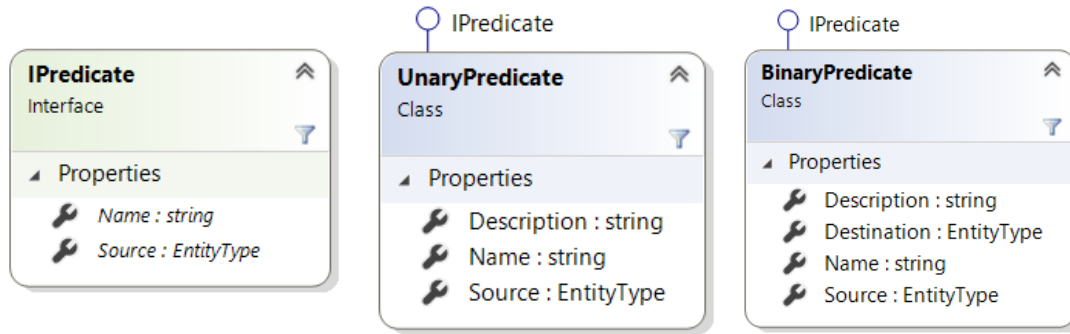 IPredicate
Interface
Properties
Name : string
Source : EntityType
IPredicate
UnaryPredicate
Class
Properties
Description : string
Name : string
Source : EntityType
IPredicate
BinaryPredicate
Class
Properties
Description : string
Destination : EntityType
Name : string
Source : EntityType